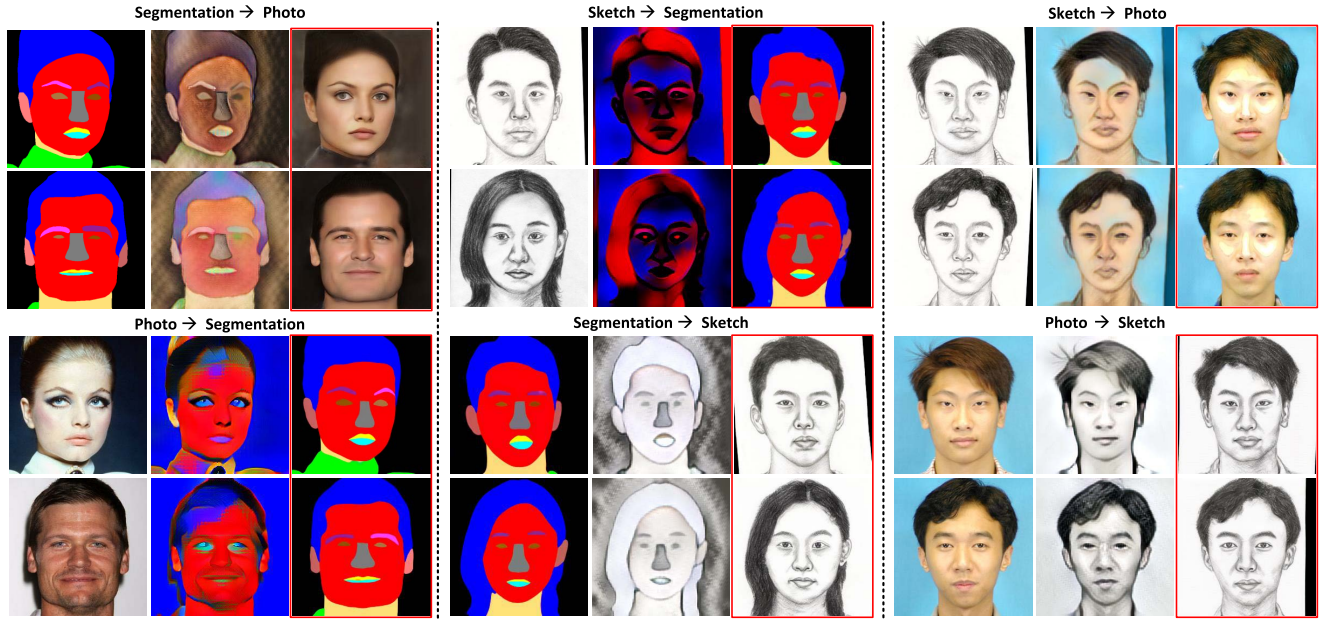 Segmentation → Photo
Sketch → Segmentation
Sketch → Photo
Photo → Segmentation
Segmentation → Sketch
Photo → Sketch